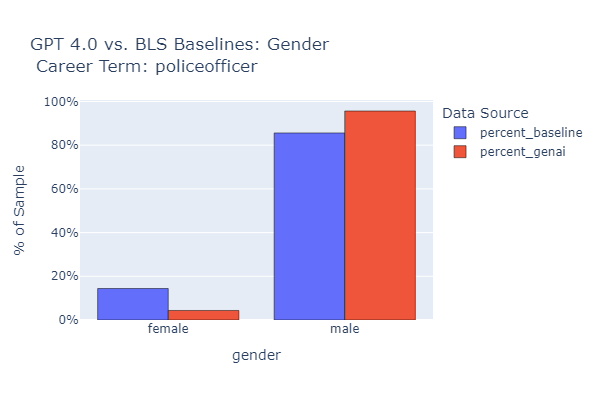 GPT 4.0 vs. BLS Baselines: Gender
Career Term: policeofficer
Data Source
percent_baseline
percent_genai
% of Sample
100%
80%
60%
40%
20%
0%
female
male
gender